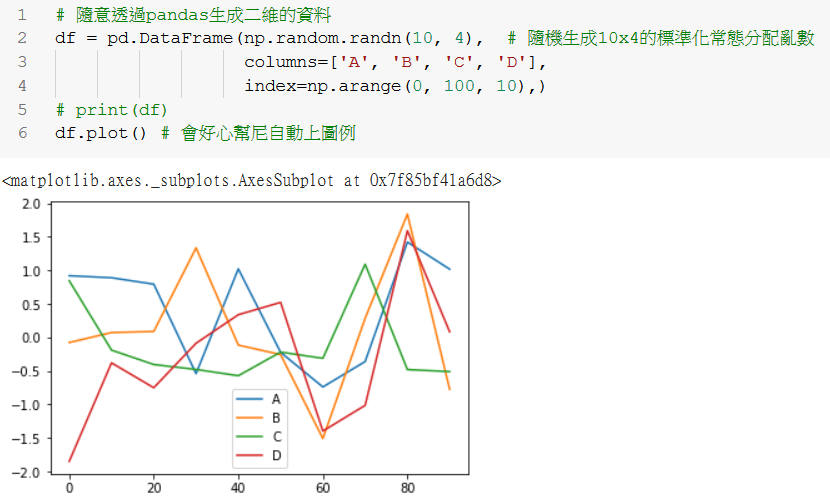 1 # 隨意透過pandas生成二維的資料
2 df = pd.DataFrame(np.random.randn(10, 4),  # 隨機生成10x4的標準化常態分配亂數
3 columns=['A', 'B', 'C', 'D'],
4 index=np.arange(0, 100, 10),)
5 # print(df)
6 df.plot() # 會好心幫尼自動上圖例
<matplotlib.axes._subplots.AxesSubplot at 0x7f85bf41a6d8>
2.0
1.5
1.0
0.5
0.0
−0.5
−1.0
−1.5
−2.0
A
B
C
D
0 20 40 60 80